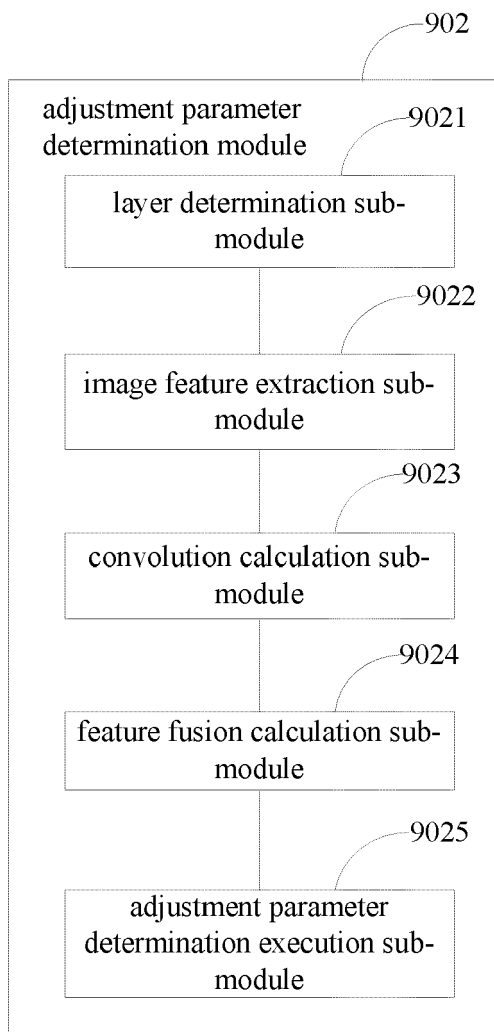 902
adjustment parameter
determination module
9021
layer determination sub-
module
9022
image feature extraction sub-
module
9023
convolution calculation sub-
module
9024
feature fusion calculation sub-
module
9025
adjustment parameter
determination execution sub-
module